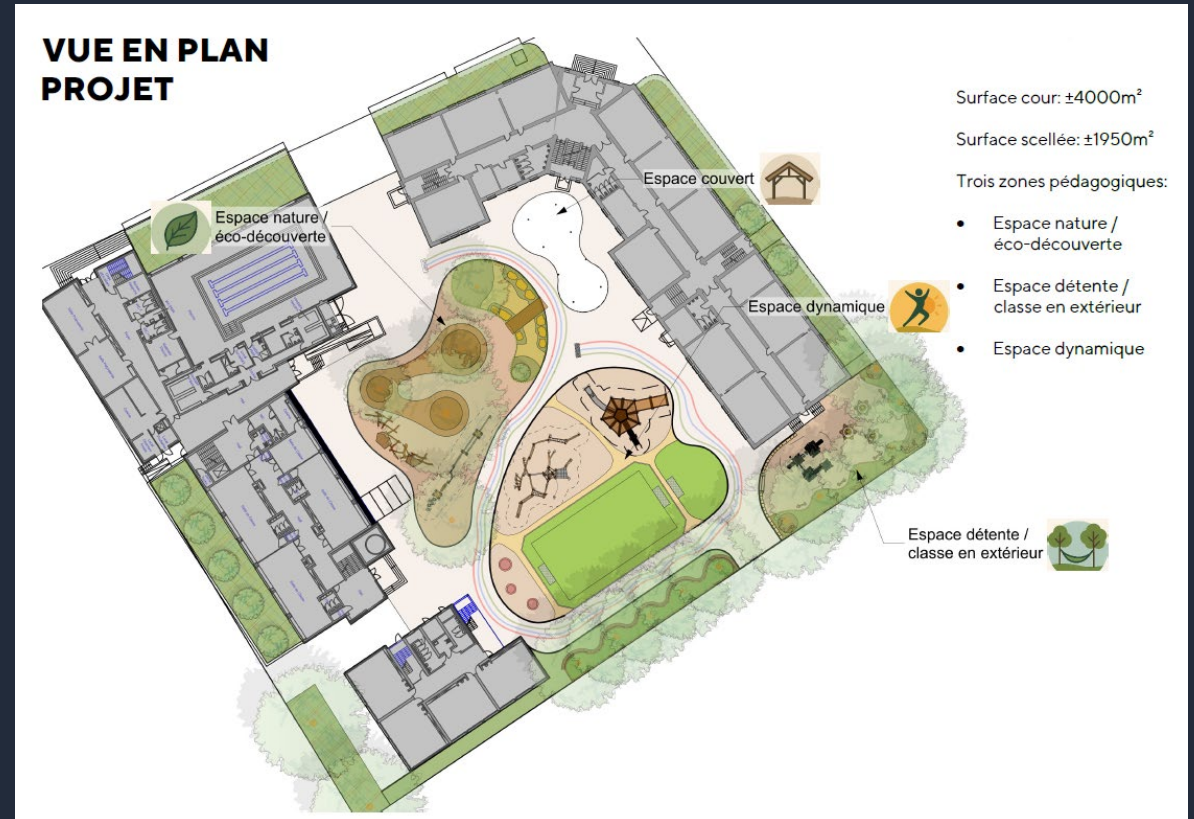 VUE EN PLAN
PROJET
Surface cour: ±4000m²
Surface scellée: ±1950m²
Trois zones pédagogiques:
• Espace nature /
éco-découverte
• Espace détente /
classe en extérieur
• Espace dynamique
Espace couvert
Espace nature /
éco-découverte
Espace dynamique
Espace détente /
classe en extérieur